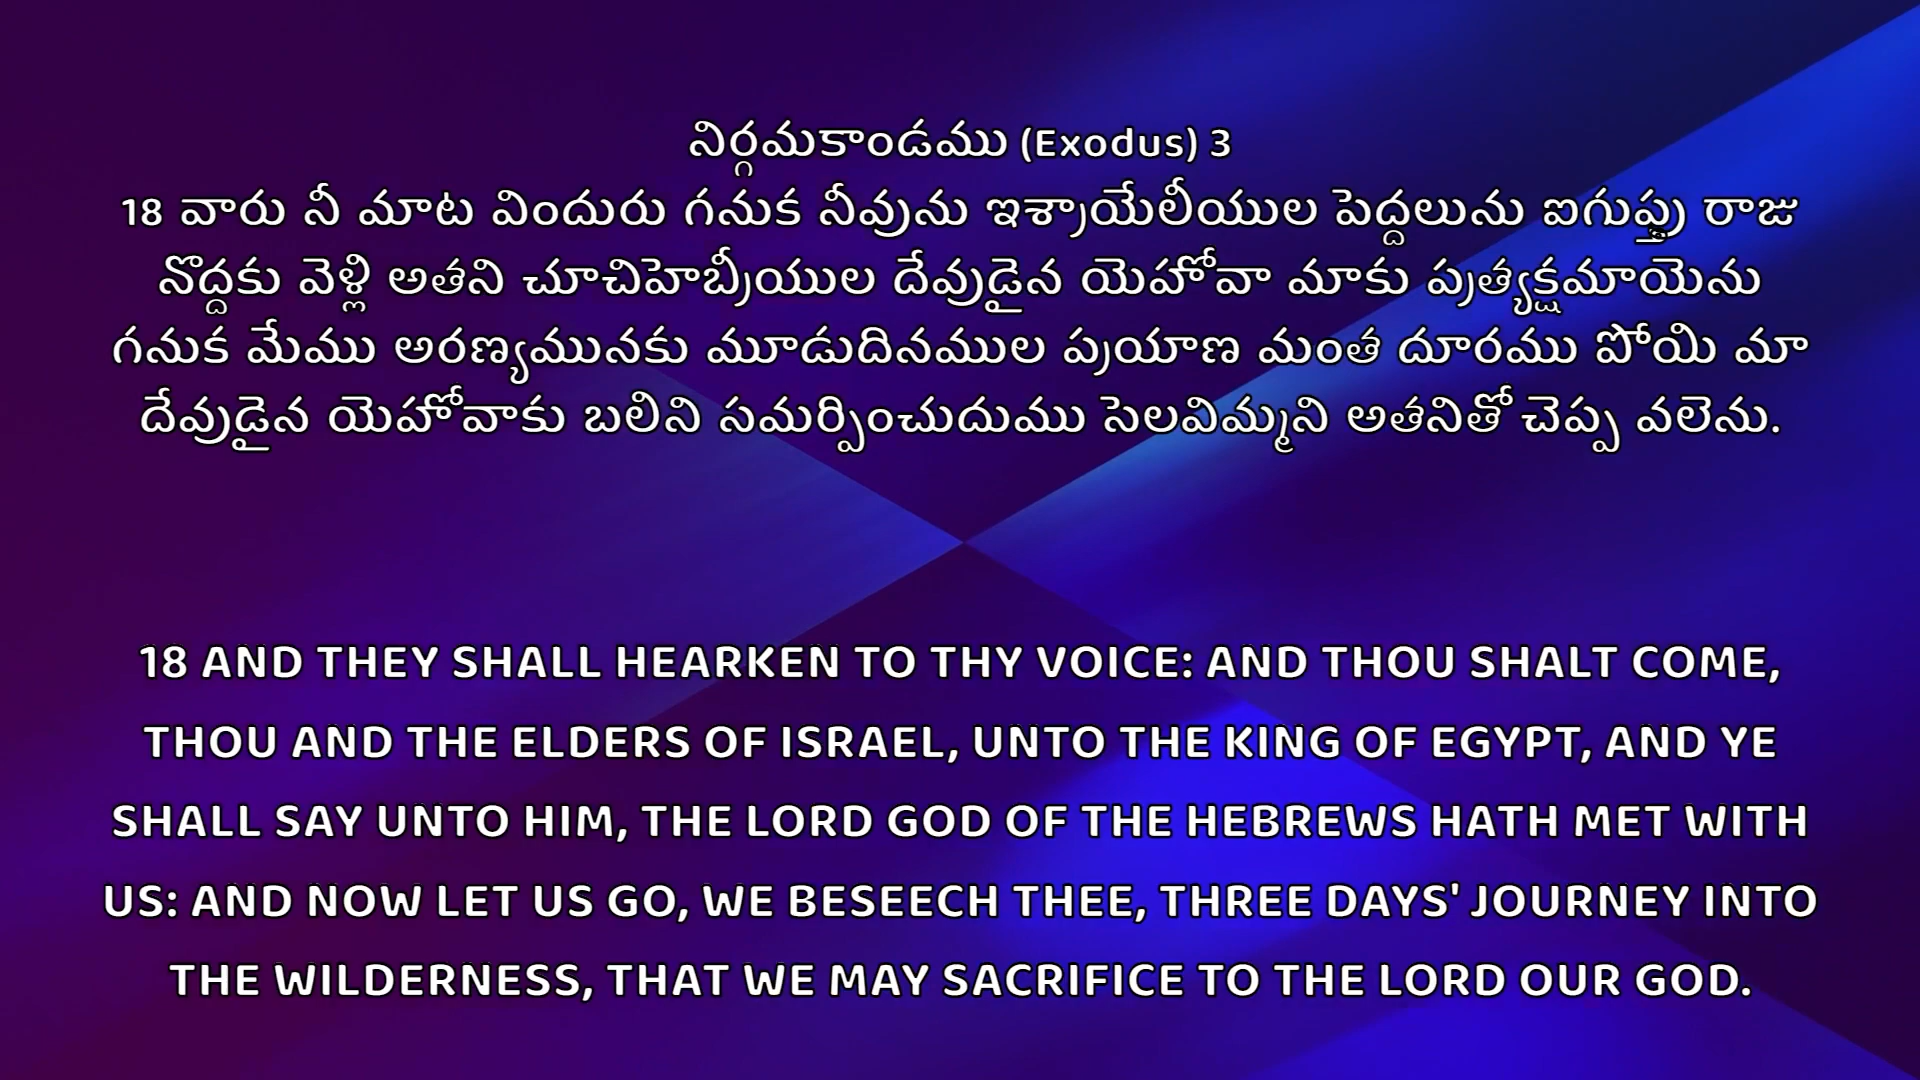 నిర్గమకాండము (Exodus) 3
18 వారు నీ మాట విందురు గనుక నీవును ఇశ్రాయేలీయుల పెద్దలును ఐగుప్తు రాజు
నొద్దకు వెళ్లి అతని చూచిహెబ్రీయుల దేవుడైన యెహోవా మాకు ప్రత్యక్షమాయెను
గనుక మేము అరణ్యమునకు మూడుదినముల ప్రయాణ మంత దూరము పోయి మా
దేవుడైన యెహోవాకు బలిని సమర్పించుదుము సెలవిమ్మని అతనితో చెప్ప వలెను.
18 AND THEY SHALL HEARKEN TO THY VOICE: AND THOU SHALT COME,
THOU AND THE ELDERS OF ISRAEL, UNTO THE KING OF EGYPT, AND YE
SHALL SAY UNTO HIM, THE LORD GOD OF THE HEBREWS HATH MET WITH
US: AND NOW LET US GO, WE BESEECH THEE, THREE DAYS' JOURNEY INTO
THE WILDERNESS, THAT WE MAY SACRIFICE TO THE LORD OUR GOD.